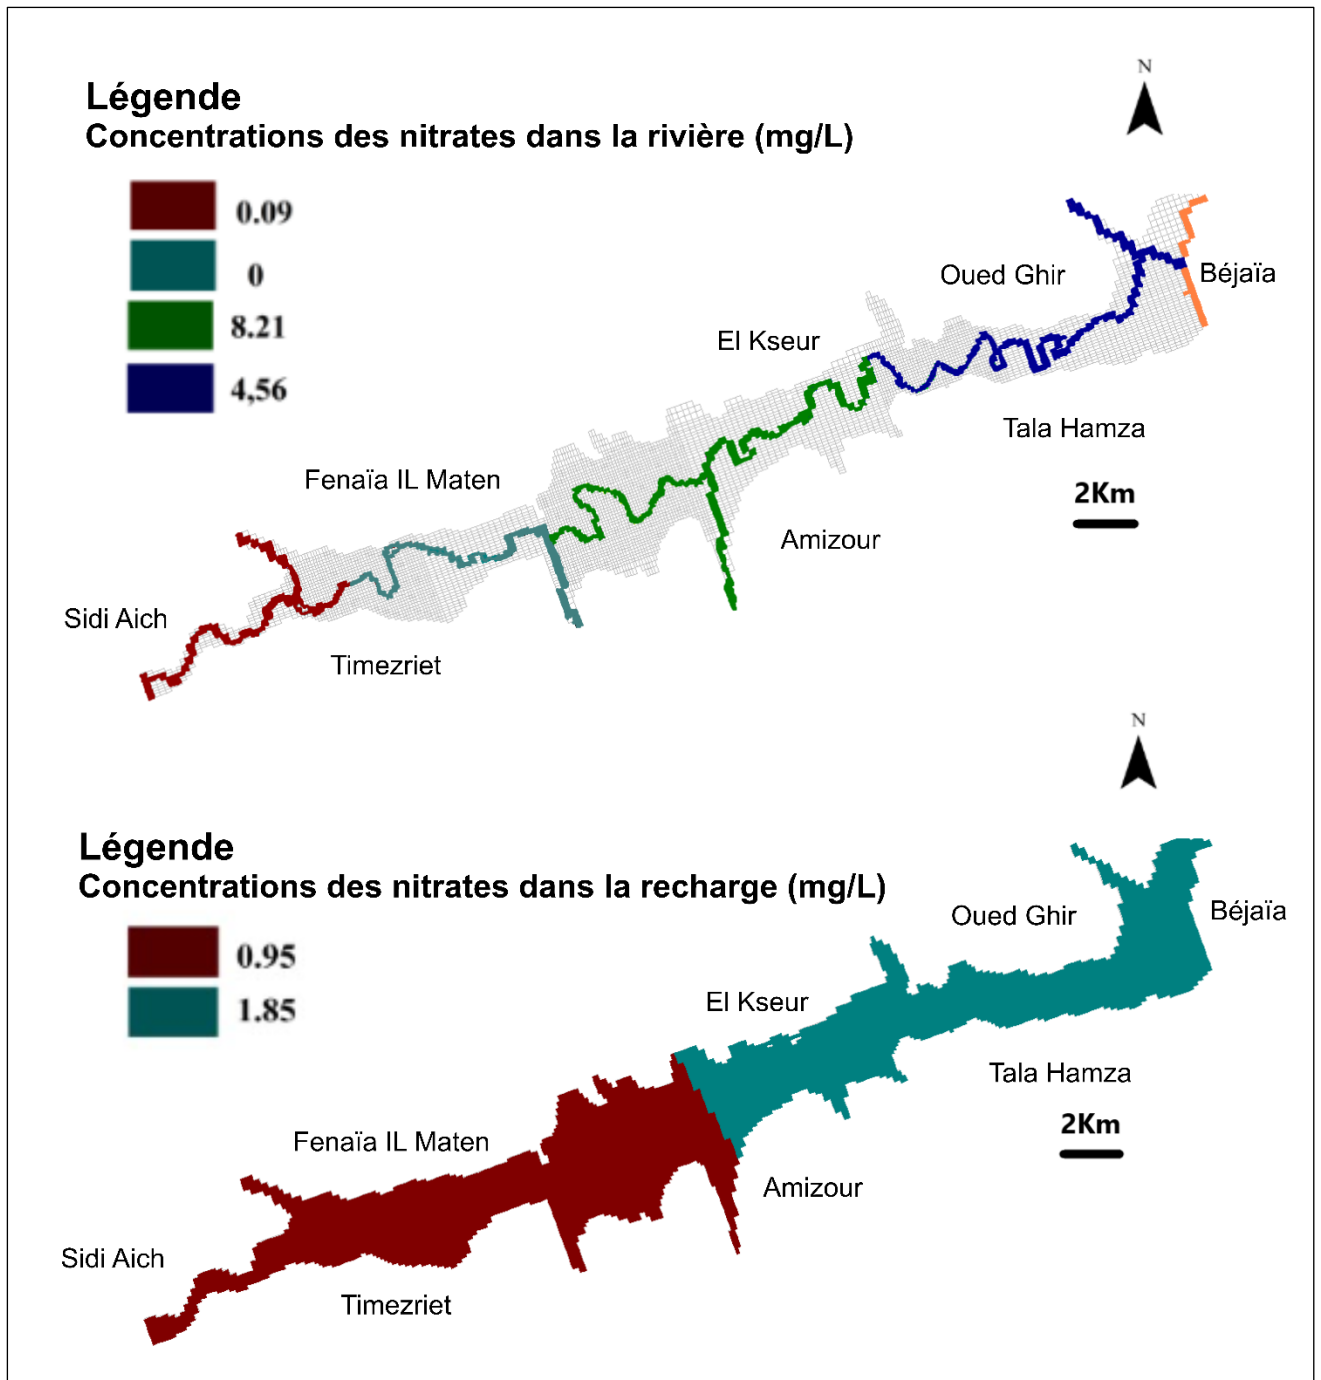 N
Légende
Concentrations des nitrates dans la rivière (mg/L)
0.09
0
8.21
4,56
Oued Ghir
Béjaïa
El Kseur
Tala Hamza
Fenaïa IL Maten
2Km
Amizour
Sidi Aich
Timezriet
N
Légende
Concentrations des nitrates dans la recharge (mg/L)
0.95
1.85
Oued Ghir
Béjaïa
El Kseur
Tala Hamza
2Km
Fenaïa IL Maten
Amizour
Sidi Aich
Timezriet